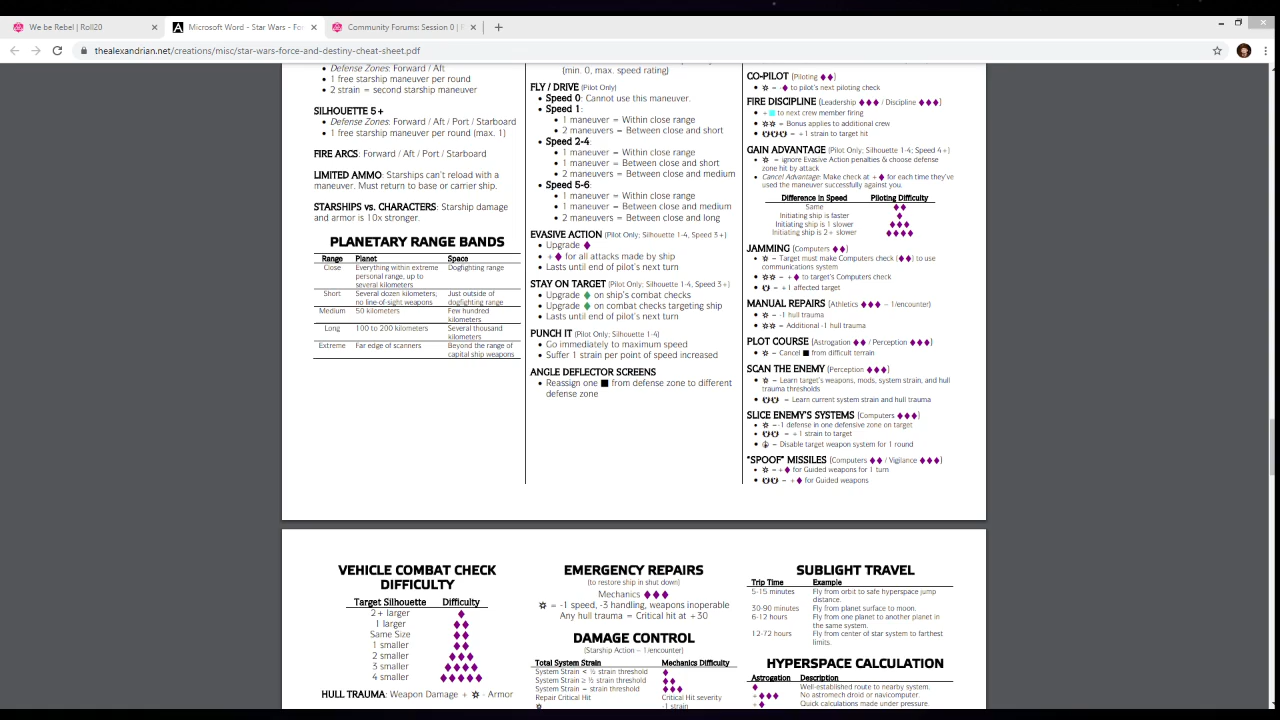 We be Rebel | Roll20
Microsoft Word - Star Wars - Fo
Community Forums: Session 0 | R
thealexandrian.net/creations/misc/star-wars-force-and-destiny-cheat-sheet.pdf
• Defense Zones: Forward / Aft
• 1 free starship maneuver per round
• 2 strain = second starship maneuver
SILHOUETTE 5+
• Defense Zones: Forward / Aft / Port / Starboard
• 1 free starship maneuver per round (max. 1)
FIRE ARCS: Forward / Aft / Port / Starboard
LIMITED AMMO: Starships can't reload with a
maneuver. Must return to base or carrier ship.
STARSHIPS vs. CHARACTERS: Starship damage
and armor is 10x stronger.
PLANETARY RANGE BANDS
Range Planet Space
Close Everything within extreme personal range, up to several kilometers Dogfighting range
Short Several dozen kilometers, no line-of-sight weapons Just outside of dogfighting range
Medium 50 kilometers Few hundred kilometers
Long 100 to 200 kilometers Several thousand kilometers
Extreme Far edge of scanners Beyond the range of capital ship weapons
(min. 0, max. speed rating)
FLY / DRIVE (Pilot Only)
• Speed 0: Cannot use this maneuver.
• Speed 1:
• 1 maneuver = Within close range
• 2 maneuvers = Between close and short
• Speed 2-4:
• 1 maneuver = Within close range
• 1 maneuver = Between close and short
• 2 maneuvers = Between close and medium
• Speed 5-6:
• 1 maneuver = Within close range
• 1 maneuver = Between close and medium
• 2 maneuvers = Between close and long
EVASIVE ACTION (Pilot Only; Silhouette 1-4, Speed 3+)
• Upgrade ♦
• +♦ for all attacks made by ship
• Lasts until end of pilot's next turn
STAY ON TARGET (Pilot Only; Silhouette 1-4, Speed 3+)
• Upgrade ♦ on ship's combat checks
• Upgrade ♦ on combat checks targeting ship
• Lasts until end of pilot's next turn
PUNCH IT (Pilot Only; Silhouette 1-4)
• Go immediately to maximum speed
• Suffer 1 strain per point of speed increased
ANGLE DEFLECTOR SCREENS
• Reassign one ■ from defense zone to different
defense zone
CO-PILOT (Piloting ♦♦)
• = -♦ to pilot's next piloting check
FIRE DISCIPLINE (Leadership ♦♦♦ / Discipline ♦♦♦)
• +■ to next crew member firing
• = Bonus applies to additional crew
• = +1 strain to target hit
GAIN ADVANTAGE (Pilot Only; Silhouette 1-4; Speed 4+)
• = ignore Evasive Action penalties & choose defense
zone hit by attack
• Cancel Advantage: Make check at +♦ for each time they've
used the maneuver successfully against you.
Difference in Speed Piloting Difficulty
Same ♦♦
Initiating ship is faster ♦
Initiating ship is 1 slower ♦♦♦
Initiating ship is 2+ slower ♦♦♦♦
JAMMING (Computers ♦♦)
• = Target must make Computers check (♦♦) to use
communications system
• = +♦ to target's Computers check
• = +1 affected target
MANUAL REPAIRS (Athletics ♦♦♦ – 1/encounter)
• = -1 hull trauma
• = Additional -1 hull trauma
PLOT COURSE (Astrogation ♦♦ / Perception ♦♦♦)
• = Cancel ■ from difficult terrain
SCAN THE ENEMY (Perception ♦♦♦)
• = Learn target's weapons, mods, system strain, and hull
trauma thresholds
• = Learn current system strain and hull trauma
SLICE ENEMY'S SYSTEMS (Computers ♦♦♦)
• = -1 defense in one defensive zone on target
• = +1 strain to target
• = Disable target weapon system for 1 round
"SPOOF" MISSILES (Computers ♦♦ / Vigilance ♦♦♦)
• = +♦ for Guided weapons for 1 turn
• = +♦ for Guided weapons
VEHICLE COMBAT CHECK
DIFFICULTY
Target Silhouette Difficulty
2+ larger ♦
1 larger ♦♦
Same Size ♦♦
1 smaller ♦♦
2 smaller ♦♦♦
3 smaller ♦♦♦♦
4 smaller ♦♦♦♦♦
HULL TRAUMA: Weapon Damage + - Armor
EMERGENCY REPAIRS
(to restore ship in shut down)
Mechanics ♦♦♦
= -1 speed, -3 handling, weapons inoperable
Any hull trauma = Critical hit at +30
DAMAGE CONTROL
(Starship Action – 1/encounter)
Total System Strain Mechanics Difficulty
System Strain < ½ strain threshold ♦
System Strain ≥ ½ strain threshold ♦♦
System Strain = strain threshold ♦♦♦
Repair Critical Hit Critical Hit severity
-1 strain
SUBLIGHT TRAVEL
Trip Time Example
5-15 minutes Fly from orbit to safe hyperspace jump distance.
30-90 minutes Fly from planet surface to moon.
6-12 hours Fly from one planet to another planet in the same system.
12-72 hours Fly from center of star system to farthest limits.
HYPERSPACE CALCULATION
Astrogation Description
♦ Well-established route to nearby system.
+♦♦♦ No astromech droid or navicomputer.
+♦ Quick calculations made under pressure.